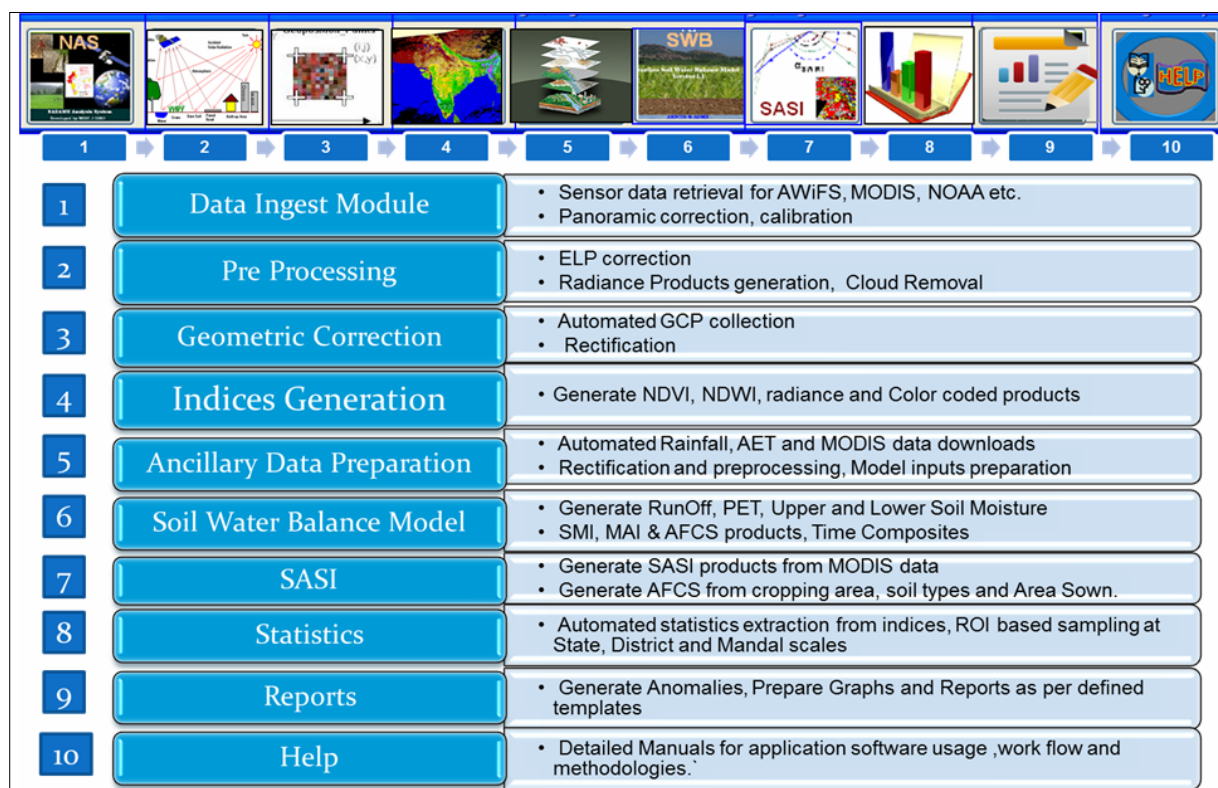 NAS
SWB
SASI
HELP
1
2
3
4
5
6
7
8
9
10
1
Data Ingest Module
• Sensor data retrieval for AWiFS, MODIS, NOAA etc.
• Panoramic correction, calibration
2
Pre Processing
• ELP correction
• Radiance Products generation, Cloud Removal
3
Geometric Correction
• Automated GCP collection
• Rectification
4
Indices Generation
• Generate NDVI, NDWI, radiance and Color coded products
5
Ancillary Data Preparation
• Automated Rainfall, AET and MODIS data downloads
• Rectification and preprocessing, Model inputs preparation
6
Soil Water Balance Model
• Generate RunOff, PET, Upper and Lower Soil Moisture
• SMI, MAI & AFCS products, Time Composites
7
SASI
• Generate SASI products from MODIS data
• Generate AFCS from cropping area, soil types and Area Sown.
8
Statistics
• Automated statistics extraction from indices, ROI based sampling at
State, District and Mandal scales
9
Reports
• Generate Anomalies, Prepare Graphs and Reports as per defined
templates
10
Help
• Detailed Manuals for application software usage ,work flow and
methodologies.`